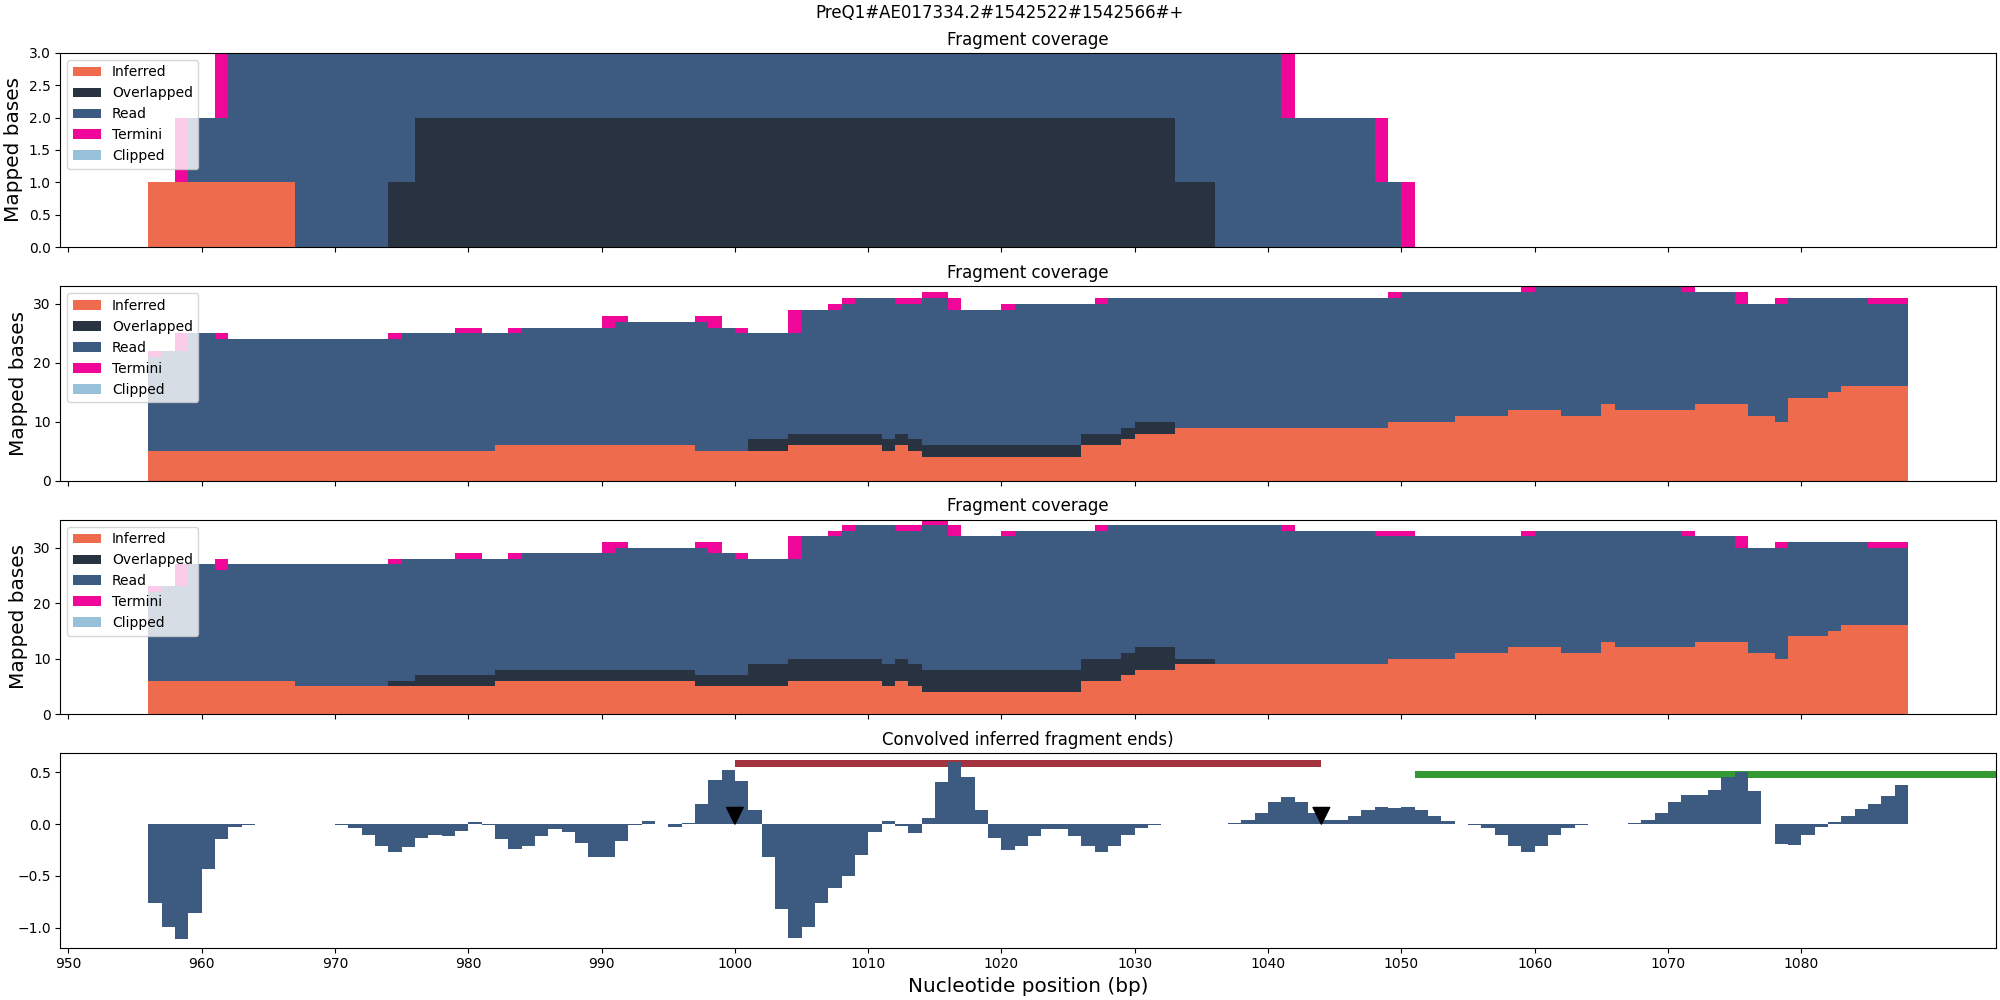 PreQ1#AE017334.2#1542522#1542566#+
Fragment coverage
Mapped bases
3.0
2.5
2.0
1.5
1.0
0.5
0.0
Inferred
Overlapped
Read
Termini
Clipped
Fragment coverage
Mapped bases
30
20
10
0
Inferred
Overlapped
Read
Termini
Clipped
Fragment coverage
Mapped bases
30
20
10
0
Inferred
Overlapped
Read
Termini
Clipped
Convolved inferred fragment ends)
0.5
0.0
−0.5
−1.0
950 960 970 980 990 1000 1010 1020 1030 1040 1050 1060 1070 1080
Nucleotide position (bp)